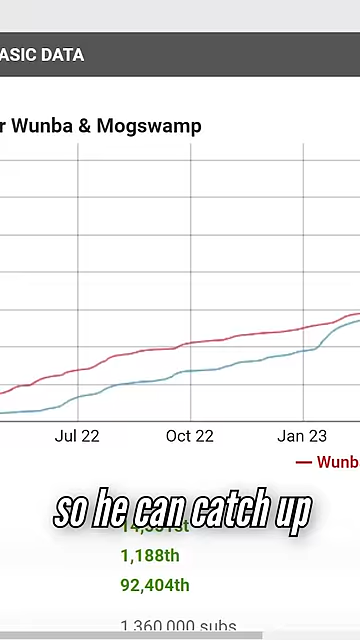 ASIC DATA
r Wunba & Mogswamp
Jul 22 Oct 22 Jan 23
Wunb
so he can catch up
1,188th
92,404th
1,360,000 subs